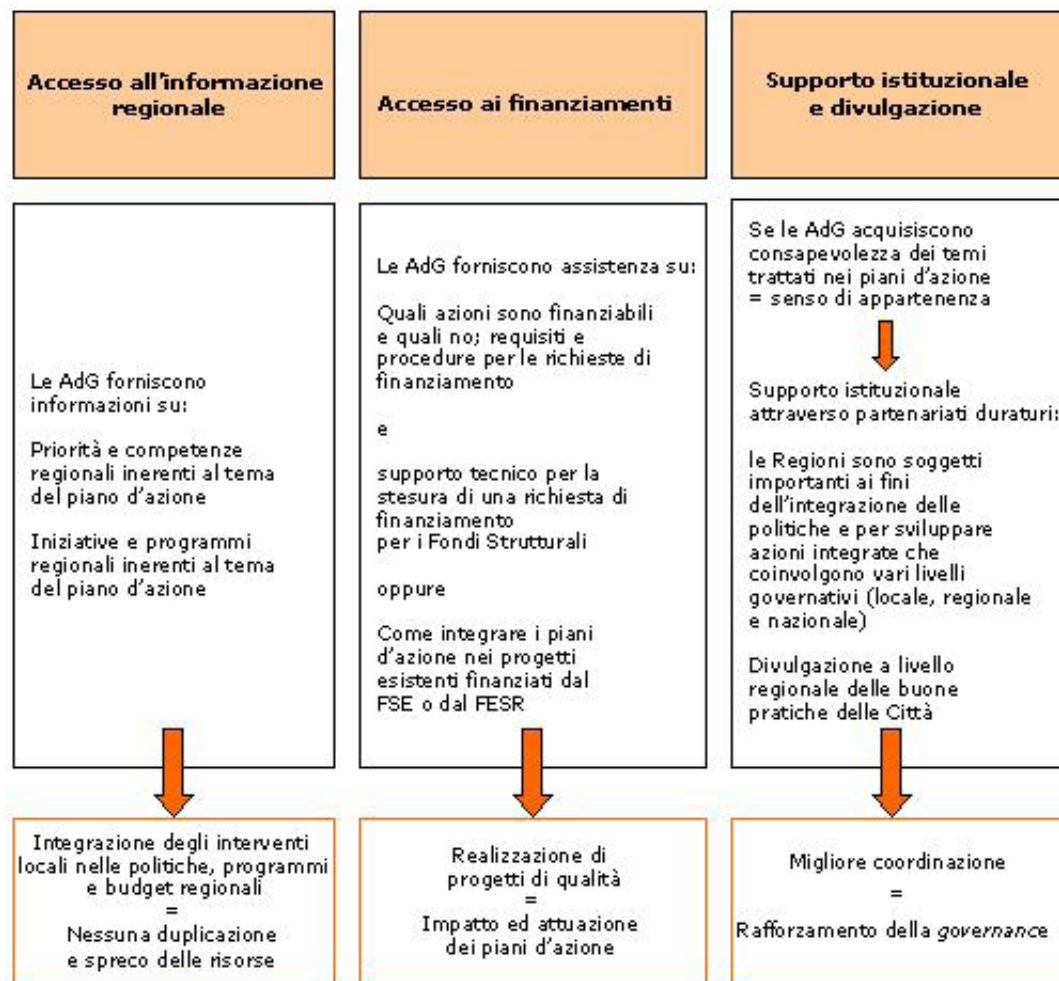 Accesso all'informazione
regionale
Le AdG forniscono
informazioni su:
Priorità e competenze
regionali inerenti al tema
del piano d'azione
Iniziative e programmi
regionali inerenti al tema
del piano d'azione
Integrazione degli interventi
locali nelle politiche, programmi
e budget regionali
=
Nessuna duplicazione
e spreco delle risorse
Accesso ai finanziamenti
Le AdG forniscono assistenza su:
Quali azioni sono finanziabili
e quali no; requisiti e
procedure per le richieste di
finanziamento
e
supporto tecnico per la
stesura di una richiesta di
finanziamento
per i Fondi Strutturali
oppure
Come integrare i piani
d'azione nei progetti
esistenti finanziati dal
FSE o dal FESR
Realizzazione di
progetti di qualità
=
Impatto ed attuazione
dei piani d'azione
Supporto istituzionale
e divulgazione
Se le AdG acquisiscono
consapevolezza dei temi
trattati nei piani d'azione
= senso di appartenenza
Supporto istituzionale
attraverso partenariati duraturi:
le Regioni sono soggetti
importanti ai fini
dell'integrazione delle
politiche e per sviluppare
azioni integrate che
coinvolgono vari livelli
governativi (locale, regionale
e nazionale)
Divulgazione a livello
regionale delle buone
pratiche delle Città
Migliore coordinazione
=
Rafforzamento della governance